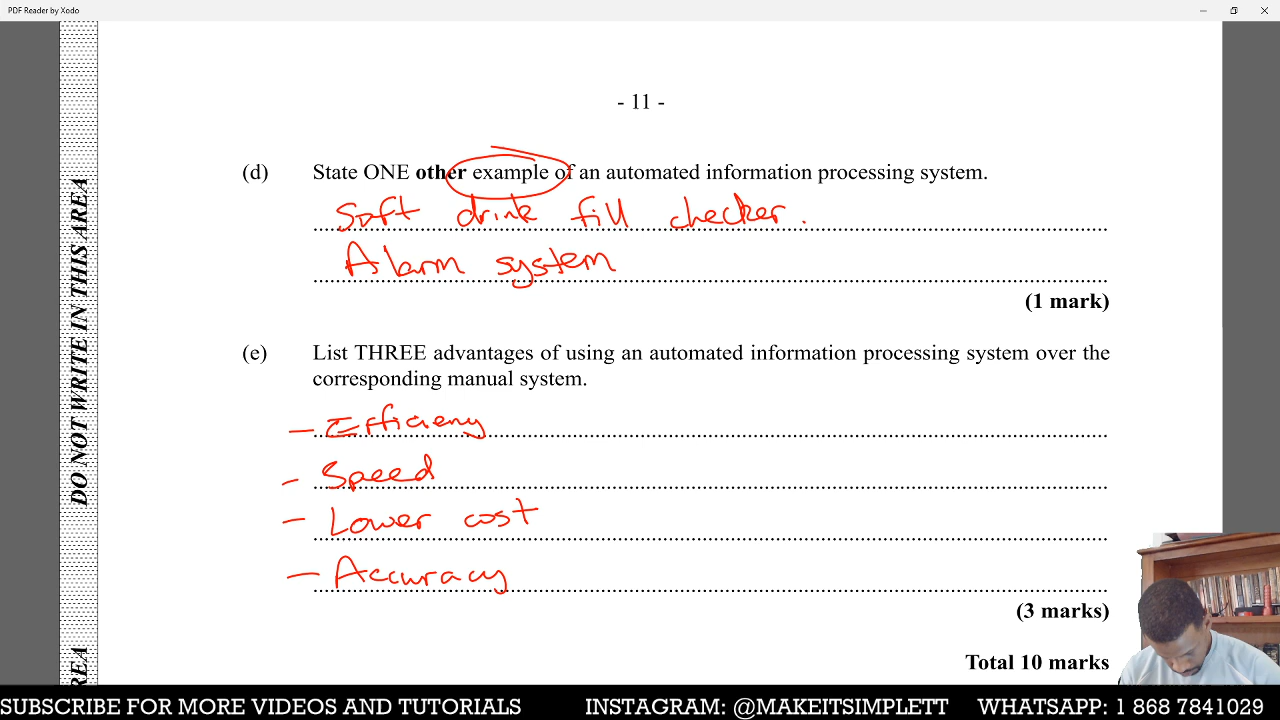 PDF Reader by Xodo
- 11 -
(d) State ONE other example of an automated information processing system.
Soft drink fill checker.
Alarm system
(1 mark)
(e) List THREE advantages of using an automated information processing system over the
corresponding manual system.
- Efficieny
- Speed
- Lower cost
- Accuracy
(3 marks)
Total 10 marks
DO NOT WRITE IN THIS AREA
REA
SUBSCRIBE FOR MORE VIDEOS AND TUTORIALS INSTAGRAM: @MAKEITSIMPLETT WHATSAPP: 1 868 7841029